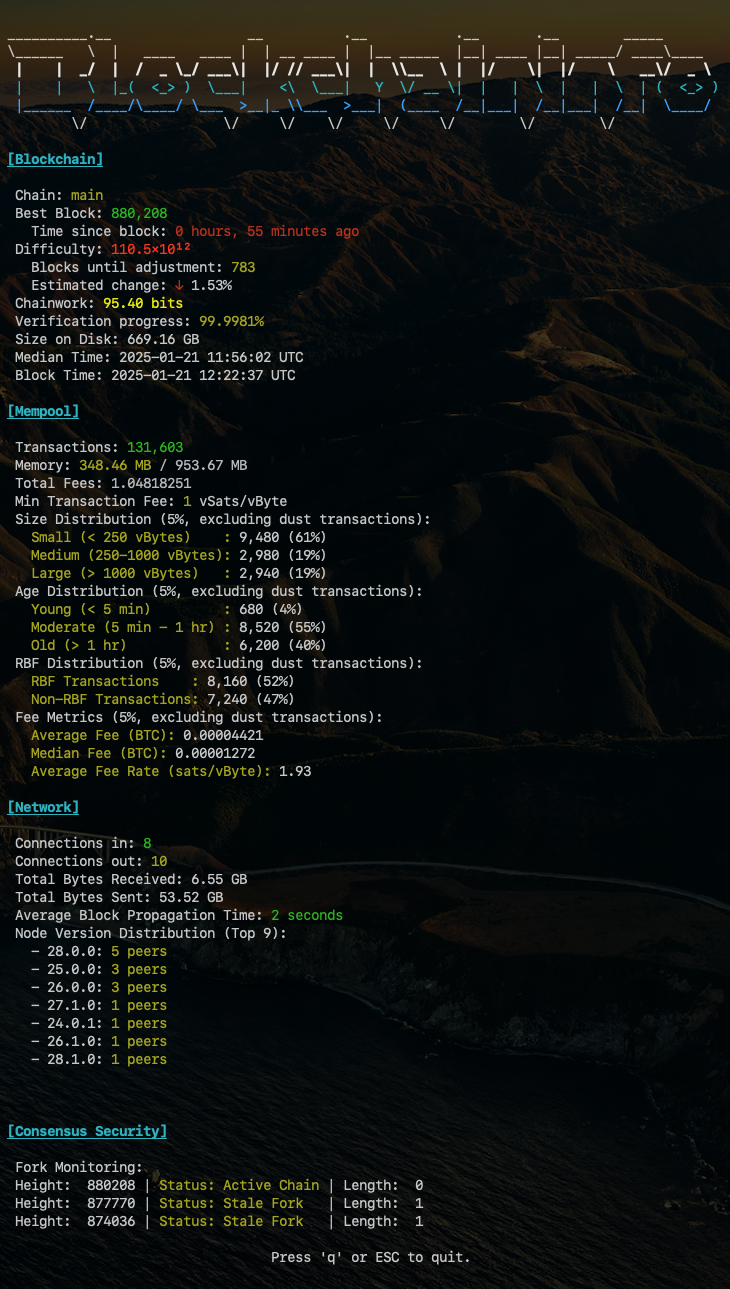 BlockChainInfo
[Blockchain]
Chain: main
Best Block: 880,208
Time since block: 0 hours, 55 minutes ago
Difficulty: 110.5×10¹²
Blocks until adjustment: 783
Estimated change: ↓ 1.53%
Chainwork: 95.40 bits
Verification progress: 99.9981%
Size on Disk: 669.16 GB
Median Time: 2025-01-21 11:56:02 UTC
Block Time: 2025-01-21 12:22:37 UTC
[Mempool]
Transactions: 131,603
Memory: 348.46 MB / 953.67 MB
Total Fees: 1.04818251
Min Transaction Fee: 1 vSats/vByte
Size Distribution (5%, excluding dust transactions):
Small (< 250 vBytes)    : 9,480 (61%)
Medium (250-1000 vBytes): 2,980 (19%)
Large (> 1000 vBytes)   : 2,940 (19%)
Age Distribution (5%, excluding dust transactions):
Young (< 5 min)         : 680 (4%)
Moderate (5 min - 1 hr) : 8,520 (55%)
Old (> 1 hr)            : 6,200 (40%)
RBF Distribution (5%, excluding dust transactions):
RBF Transactions    : 8,160 (52%)
Non-RBF Transactions: 7,240 (47%)
Fee Metrics (5%, excluding dust transactions):
Average Fee (BTC): 0.00004421
Median Fee (BTC): 0.00001272
Average Fee Rate (sats/vByte): 1.93
[Network]
Connections in: 8
Connections out: 10
Total Bytes Received: 6.55 GB
Total Bytes Sent: 53.52 GB
Average Block Propagation Time: 2 seconds
Node Version Distribution (Top 9):
- 28.0.0: 5 peers
- 25.0.0: 3 peers
- 26.0.0: 3 peers
- 27.1.0: 1 peers
- 24.0.1: 1 peers
- 26.1.0: 1 peers
- 28.1.0: 1 peers
[Consensus Security]
Fork Monitoring:
Height:  880208 | Status: Active Chain | Length:  0
Height:  877770 | Status: Stale Fork   | Length:  1
Height:  874036 | Status: Stale Fork   | Length:  1
Press 'q' or ESC to quit.